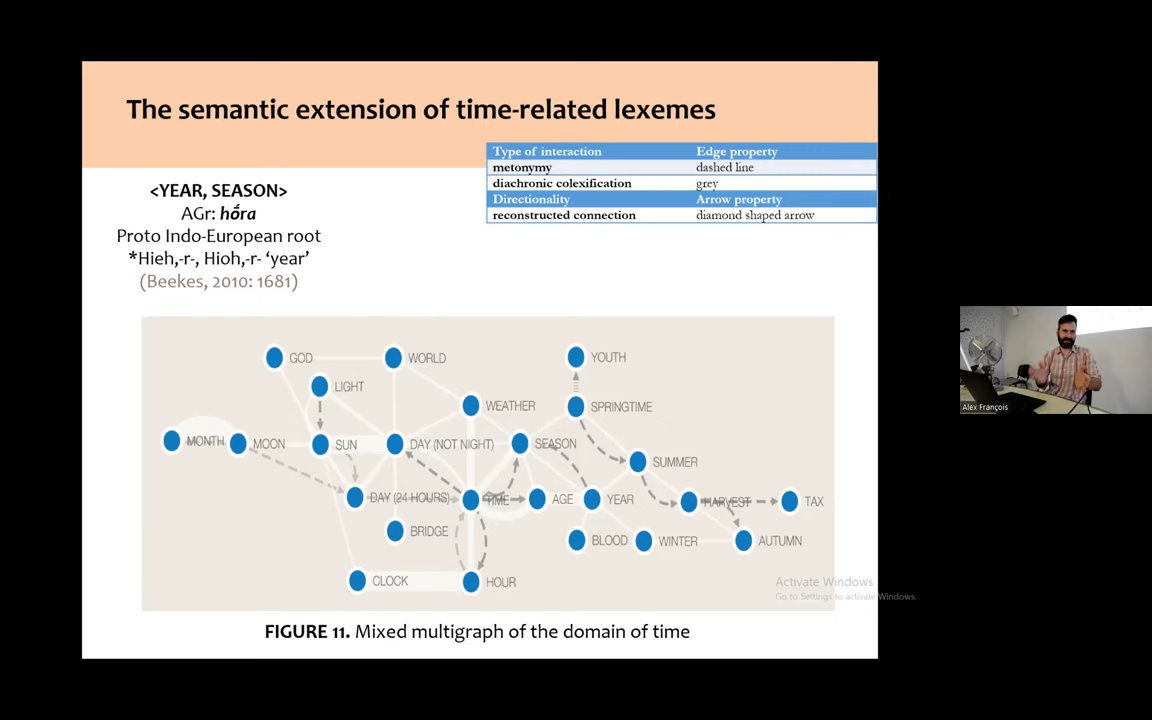 The semantic extension of time-related lexemes
Type of interaction Edge property
metonymy dashed line
diachronic colexification grey
Directionality Arrow property
reconstructed connection diamond shaped arrow
<YEAR, SEASON>
AGr: hṓra
Proto Indo-European root
*Hieh,-r-, Hioh,-r- ‘year’
(Beekes, 2010: 1681)
GOD WORLD YOUTH
LIGHT
WEATHER SPRINGTIME
MONTH MOON SUN DAY (NOT NIGHT) SEASON
SUMMER
DAY (24 HOURS) TIME AGE YEAR HARVEST TAX
BRIDGE BLOOD WINTER AUTUMN
CLOCK HOUR
Activate Windows
Go to Settings to activate Windows.
FIGURE 11. Mixed multigraph of the domain of time
Alex François